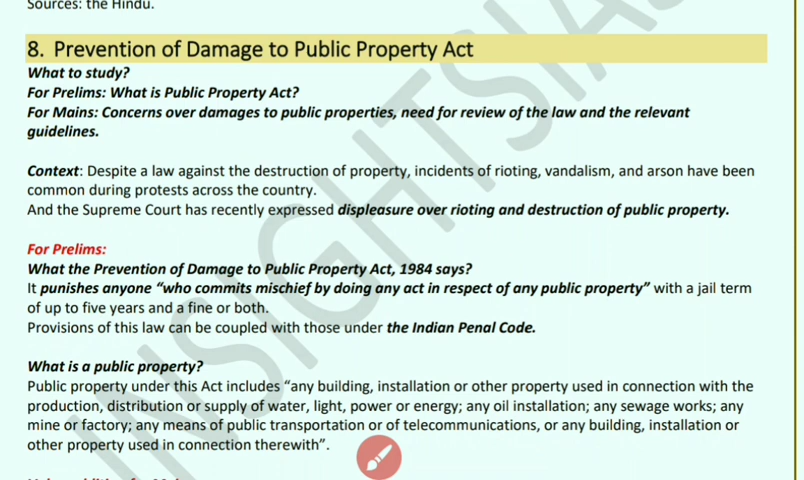 Sources: the Hindu.
8. Prevention of Damage to Public Property Act
What to study?
For Prelims: What is Public Property Act?
For Mains: Concerns over damages to public properties, need for review of the law and the relevant
guidelines.
Context: Despite a law against the destruction of property, incidents of rioting, vandalism, and arson have been
common during protests across the country.
And the Supreme Court has recently expressed displeasure over rioting and destruction of public property.
For Prelims:
What the Prevention of Damage to Public Property Act, 1984 says?
It punishes anyone “who commits mischief by doing any act in respect of any public property” with a jail term
of up to five years and a fine or both.
Provisions of this law can be coupled with those under the Indian Penal Code.
What is a public property?
Public property under this Act includes “any building, installation or other property used in connection with the
production, distribution or supply of water, light, power or energy; any oil installation; any sewage works; any
mine or factory; any means of public transportation or of telecommunications, or any building, installation or
other property used in connection therewith”.
INSIGHTSIAS